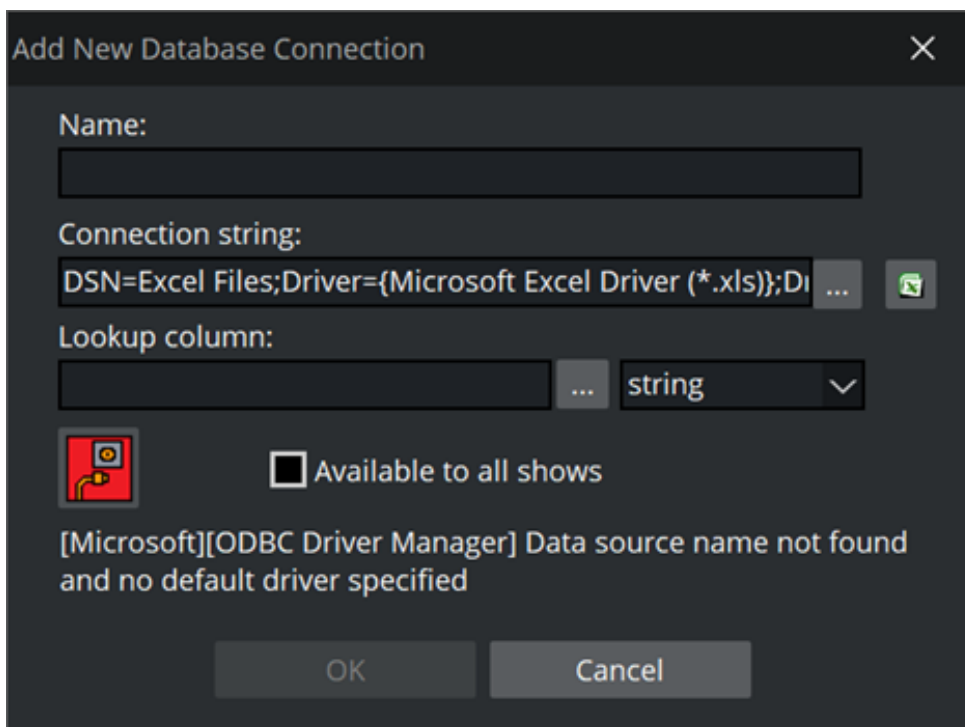 Add New Database Connection
Name:
Connection string:
DSN=Excel Files;Driver={Microsoft Excel Driver (*.xls)};
...
Lookup column:
...
string
Available to all shows
[Microsoft][ODBC Driver Manager] Data source name not found
and no default driver specified
OK
Cancel